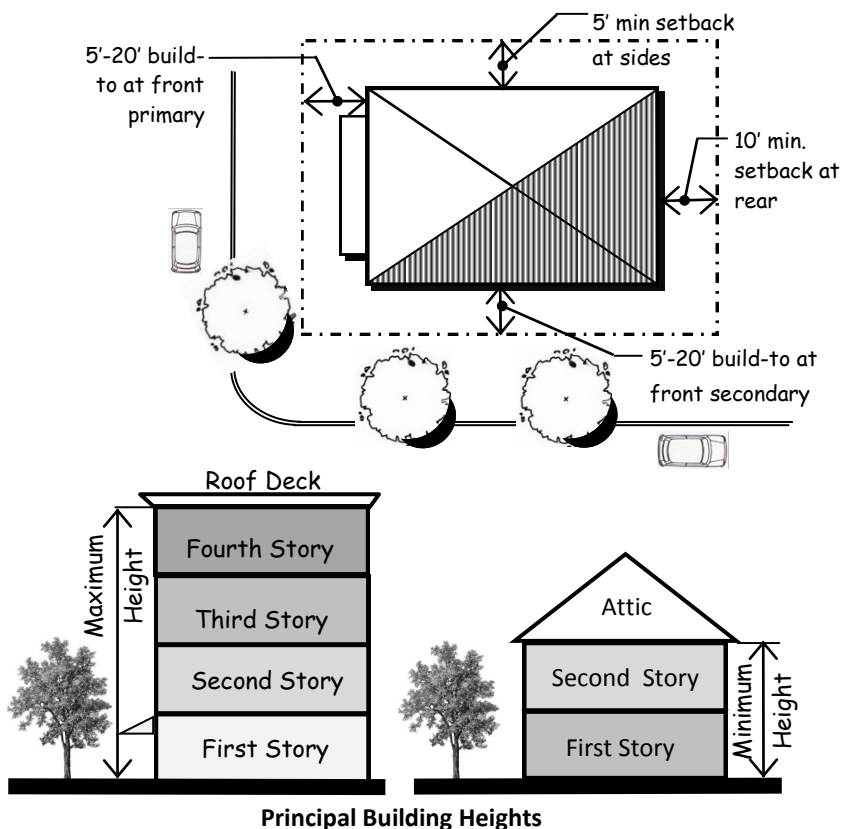 5' min setback
at sides
5'-20' build-
to at front
primary
10' min.
setback at
rear
5'-20' build-to at
front secondary
Roof Deck
Maximum
Height
Fourth Story
Third Story
Second Story
First Story
Attic
Second Story
First Story
Minimum
Height
Principal Building Heights